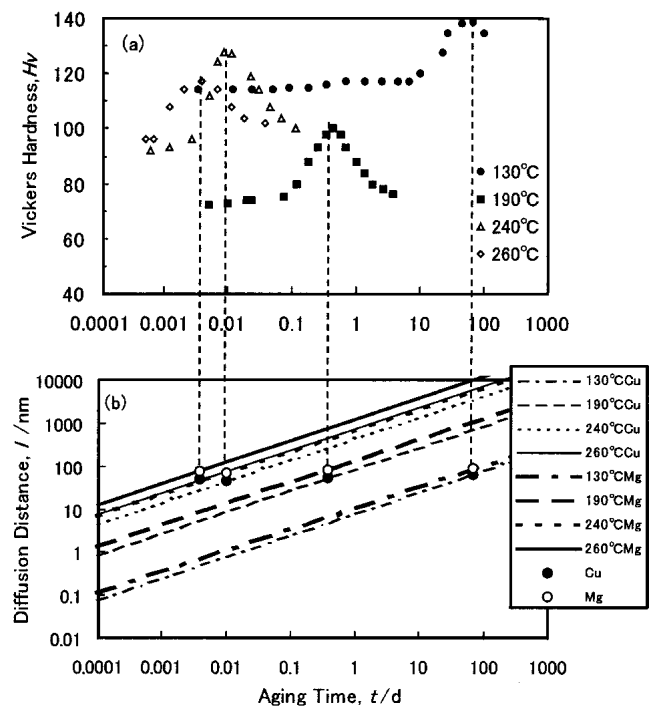 (a)
Vickers Hardness, Hv
140
120
100
80
60
40
0.0001 0.001 0.01 0.1 1 10 100 1000
130°C
190°C
240°C
260°C
(b)
Diffusion Distance, l/nm
10000
1000
100
10
1
0.1
0.01
0.0001 0.001 0.01 0.1 1 10 100 1000
Aging Time, t/d
130°CCu
190°CCu
240°CCu
260°CCu
130°CMg
190°CMg
240°CMg
260°CMg
Cu
Mg